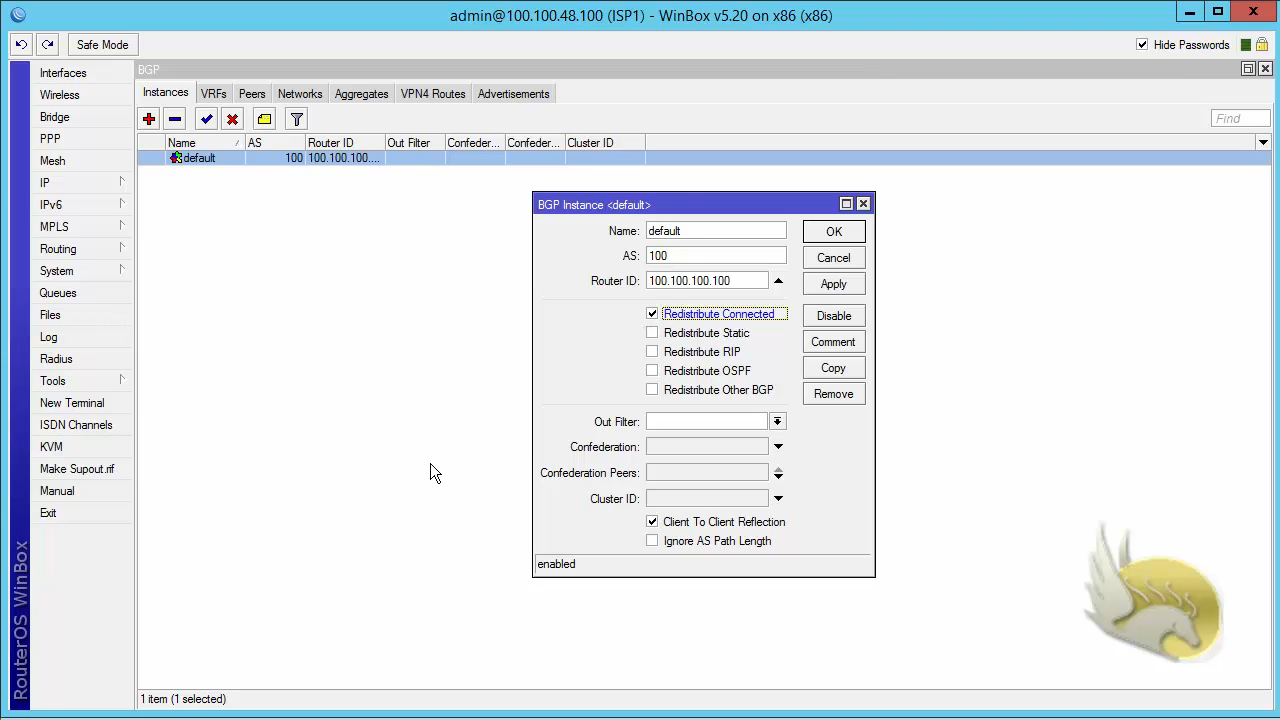 admin@100.100.48.100 (ISP1) - WinBox v5.20 on x86 (x86)
Safe Mode
Hide Passwords
Interfaces
Wireless
Bridge
PPP
Mesh
IP
IPv6
MPLS
Routing
System
Queues
Files
Log
Radius
Tools
New Terminal
ISDN Channels
KVM
Make Supout.rif
Manual
Exit
RouterOS WinBox
BGP
Instances VRFs Peers Networks Aggregates VPN4 Routes Advertisements
Find
Name AS Router ID Out Filter Confeder... Confeder... Cluster ID
default 100 100.100.100....
BGP Instance <default>
Name: default
AS: 100
Router ID: 100.100.100.100
Redistribute Connected
Redistribute Static
Redistribute RIP
Redistribute OSPF
Redistribute Other BGP
Out Filter:
Confederation:
Confederation Peers:
Cluster ID:
Client To Client Reflection
Ignore AS Path Length
enabled
OK
Cancel
Apply
Disable
Comment
Copy
Remove
1 item (1 selected)